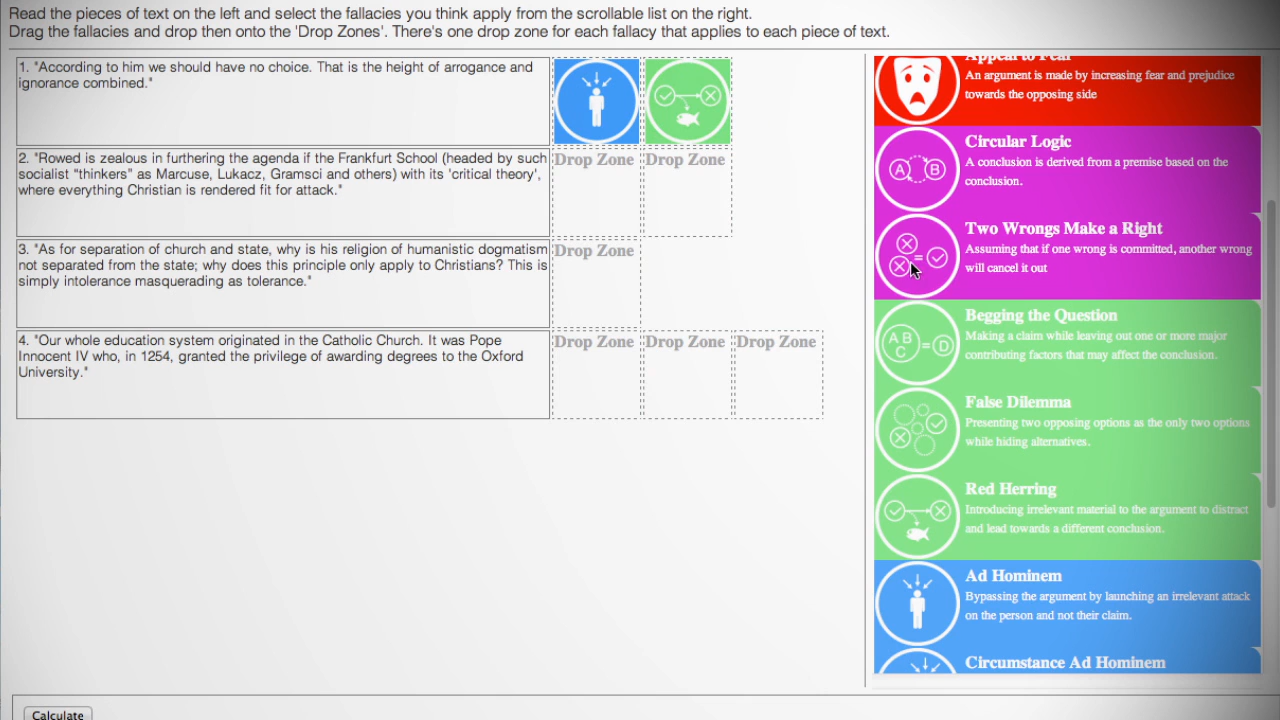 Read the pieces of text on the left and select the fallacies you think apply from the scrollable list on the right.
Drag the fallacies and drop then onto the 'Drop Zones'. There's one drop zone for each fallacy that applies to each piece of text.
1. "According to him we should have no choice. That is the height of arrogance and
ignorance combined."
2. "Rowed is zealous in furthering the agenda if the Frankfurt School (headed by such
socialist "thinkers" as Marcuse, Lukacz, Gramsci and others) with its 'critical theory',
where everything Christian is rendered fit for attack."
Drop Zone
Drop Zone
3. "As for separation of church and state, why is his religion of humanistic dogmatism
not separated from the state; why does this principle only apply to Christians? This is
simply intolerance masquerading as tolerance."
Drop Zone
4. "Our whole education system originated in the Catholic Church. It was Pope
Innocent IV who, in 1254, granted the privilege of awarding degrees to the Oxford
University."
Drop Zone
Drop Zone
Drop Zone
Appeal to Fear
An argument is made by increasing fear and prejudice
towards the opposing side
A B
Circular Logic
A conclusion is derived from a premise based on the
conclusion.
=
Two Wrongs Make a Right
Assuming that if one wrong is committed, another wrong
will cancel it out
A B
C = D
Begging the Question
Making a claim while leaving out one or more major
contributing factors that may affect the conclusion.
False Dilemma
Presenting two opposing options as the only two options
while hiding alternatives.
Red Herring
Introducing irrelevant material to the argument to distract
and lead towards a different conclusion.
Ad Hominem
Bypassing the argument by launching an irrelevant attack
on the person and not their claim.
Circumstance Ad Hominem
Calculate